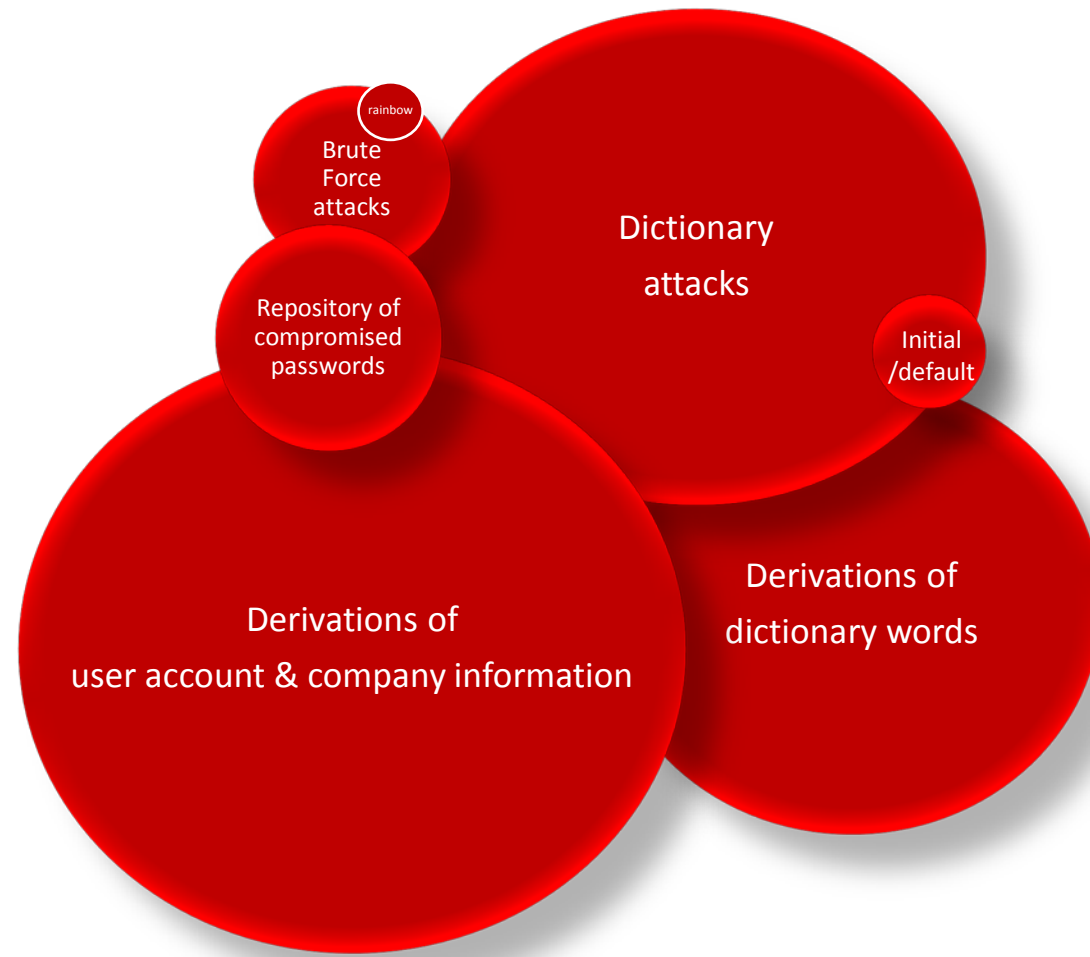 rainbow
Brute
Force
attacks
Dictionary
attacks
Repository of
compromised
passwords
Initial
/default
Derivations of
dictionary words
Derivations of
user account & company information